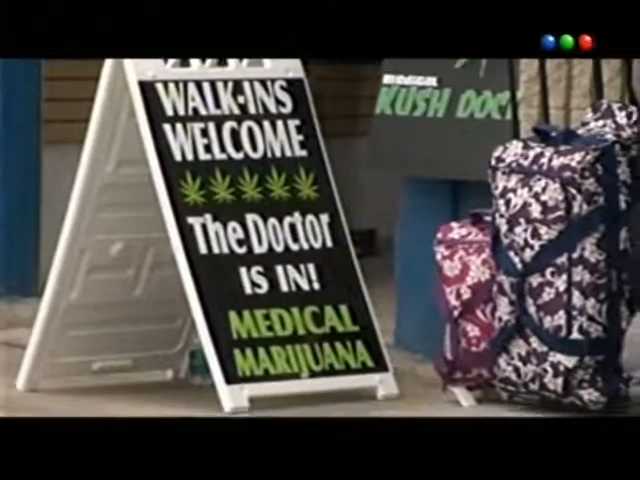 WALK-INS
WELCOME
The Doctor
IS IN!
MEDICAL
MARIJUANA
KUSH DOC